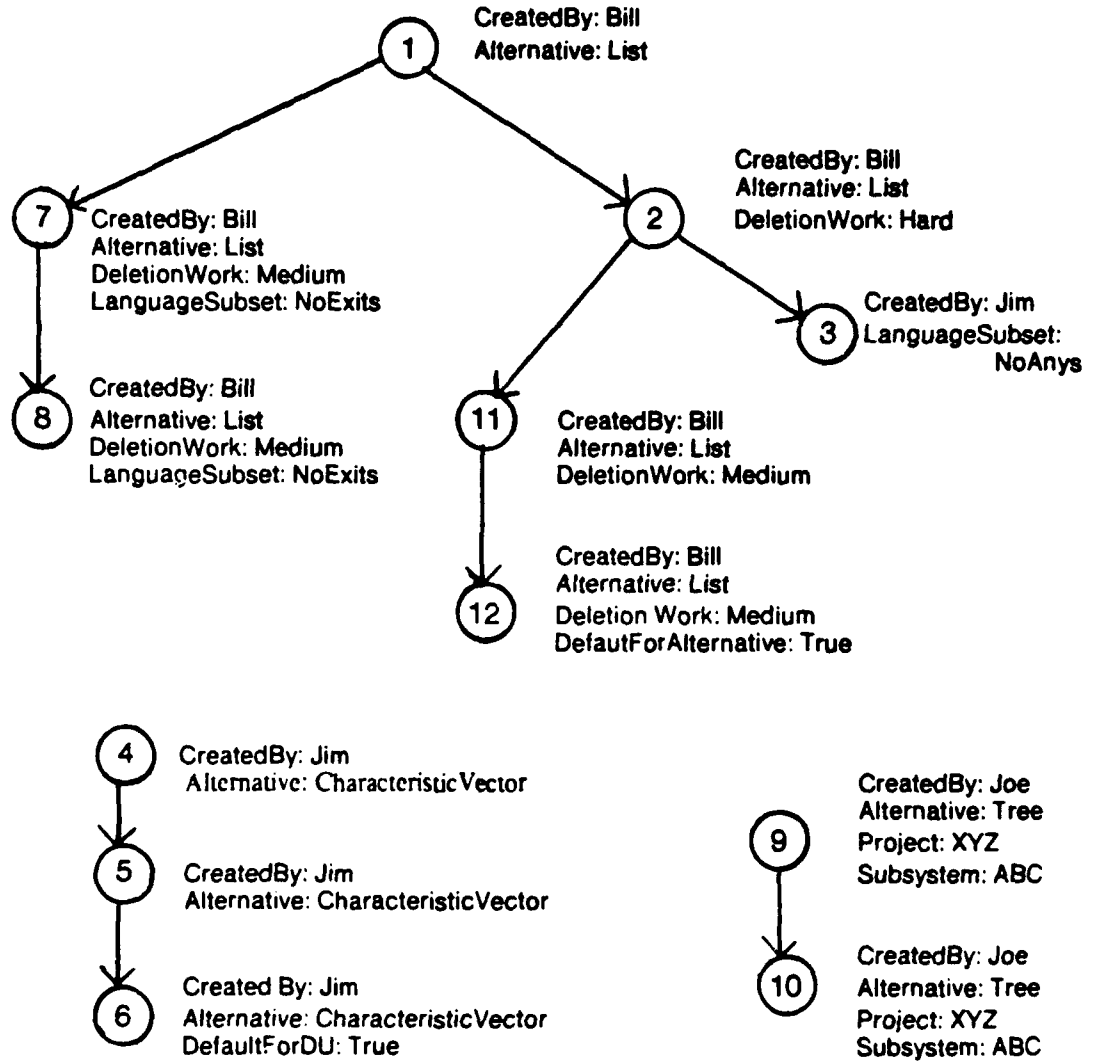 1
CreatedBy: Bill
Alternative: List
2
CreatedBy: Bill
Alternative: List
DeletionWork: Hard
7
CreatedBy: Bill
Alternative: List
DeletionWork: Medium
LanguageSubset: NoExits
3
CreatedBy: Jim
LanguageSubset:
NoAnys
8
CreatedBy: Bill
Alternative: List
DeletionWork: Medium
LanguageSubset: NoExits
11
CreatedBy: Bill
Alternative: List
DeletionWork: Medium
12
CreatedBy: Bill
Alternative: List
Deletion Work: Medium
DefautForAlternative: True
4
CreatedBy: Jim
Alternative: CharacteristicVector
5
CreatedBy: Jim
Alternative: CharacteristicVector
6
Created By: Jim
Alternative: CharacteristicVector
DefaultForDU: True
9
CreatedBy: Joe
Alternative: Tree
Project: XYZ
Subsystem: ABC
10
CreatedBy: Joe
Alternative: Tree
Project: XYZ
Subsystem: ABC